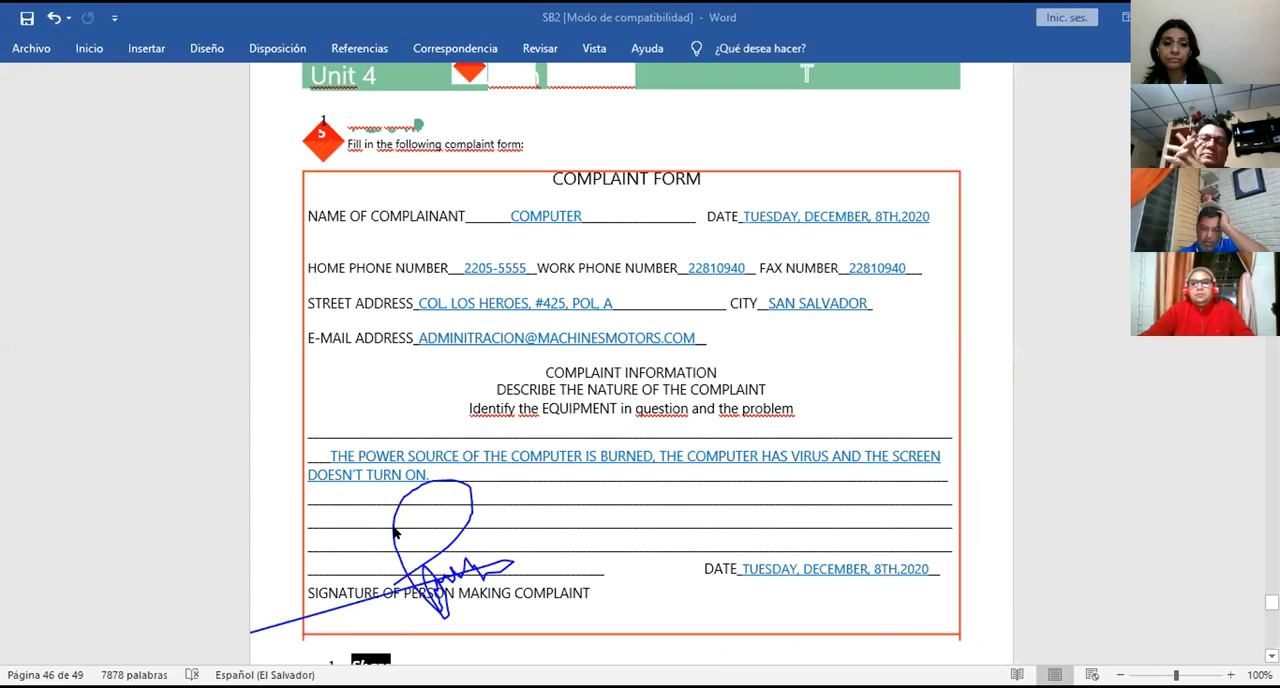 SB2 [Modo de compatibilidad] - Word
Inic. ses.
Archivo Inicio Insertar Diseño Disposición Referencias Correspondencia Revisar Vista Ayuda ¿Qué desea hacer?
Unit 4
1
5
Fill in the following complaint form:
COMPLAINT FORM
NAME OF COMPLAINANT COMPUTER DATE TUESDAY, DECEMBER, 8TH,2020
HOME PHONE NUMBER 2205-5555 WORK PHONE NUMBER 22810940 FAX NUMBER 22810940
STREET ADDRESS COL. LOS HEROES, #425, POL, A CITY SAN SALVADOR
E-MAIL ADDRESS ADMINITRACION@MACHINESMOTORS.COM
COMPLAINT INFORMATION
DESCRIBE THE NATURE OF THE COMPLAINT
Identify the EQUIPMENT in question and the problem
THE POWER SOURCE OF THE COMPUTER IS BURNED, THE COMPUTER HAS VIRUS AND THE SCREEN
DOESN'T TURN ON.
DATE TUESDAY, DECEMBER, 8TH,2020
SIGNATURE OF PERSON MAKING COMPLAINT
1
Página 46 de 49 7878 palabras Español (El Salvador) 100%